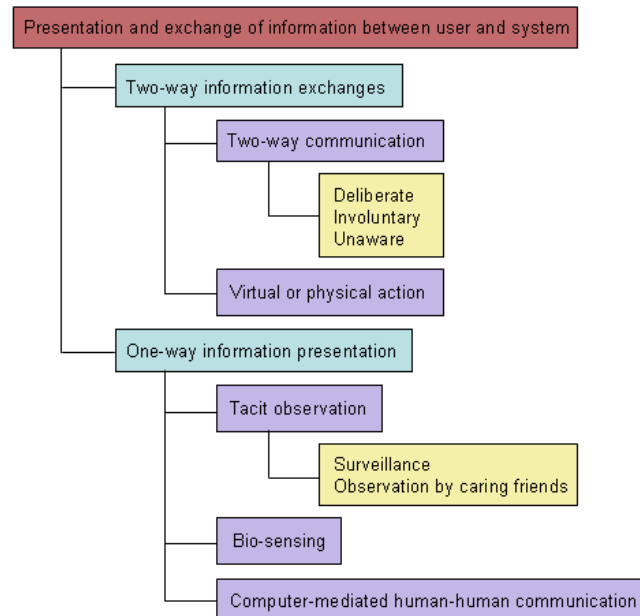 Presentation and exchange of information between user and system
Two-way information exchanges
Two-way communication
Deliberate
Involuntary
Unaware
Virtual or physical action
One-way information presentation
Tacit observation
Surveillance
Observation by caring friends
Bio-sensing
Computer-mediated human-human communication